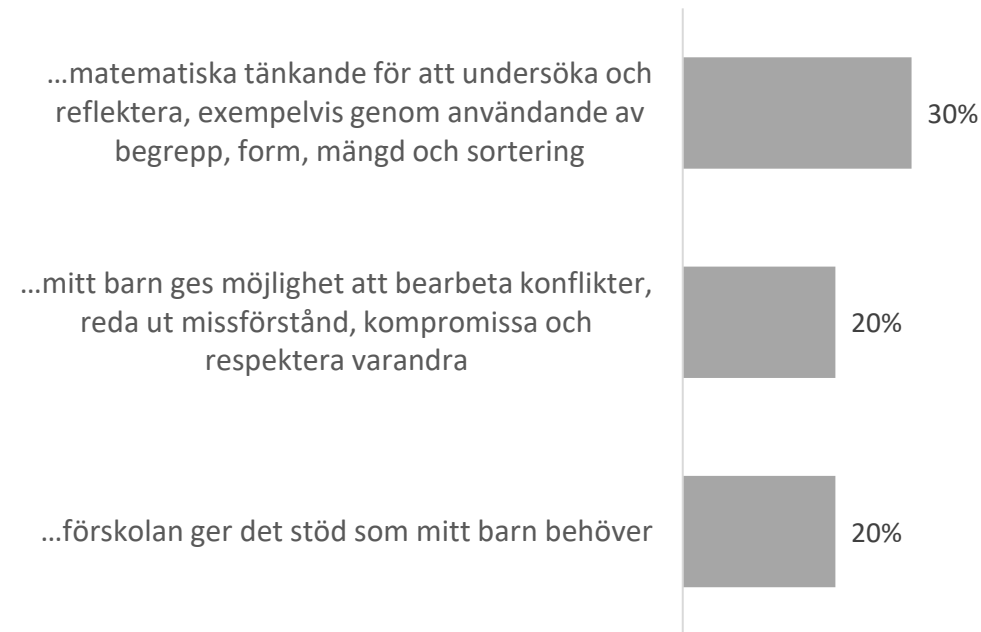 …matematiska tänkande för att undersöka och
reflektera, exempelvis genom användande av
begrepp, form, mängd och sortering
30%
…mitt barn ges möjlighet att bearbeta konflikter,
reda ut missförstånd, kompromissa och
respektera varandra
20%
…förskolan ger det stöd som mitt barn behöver
20%